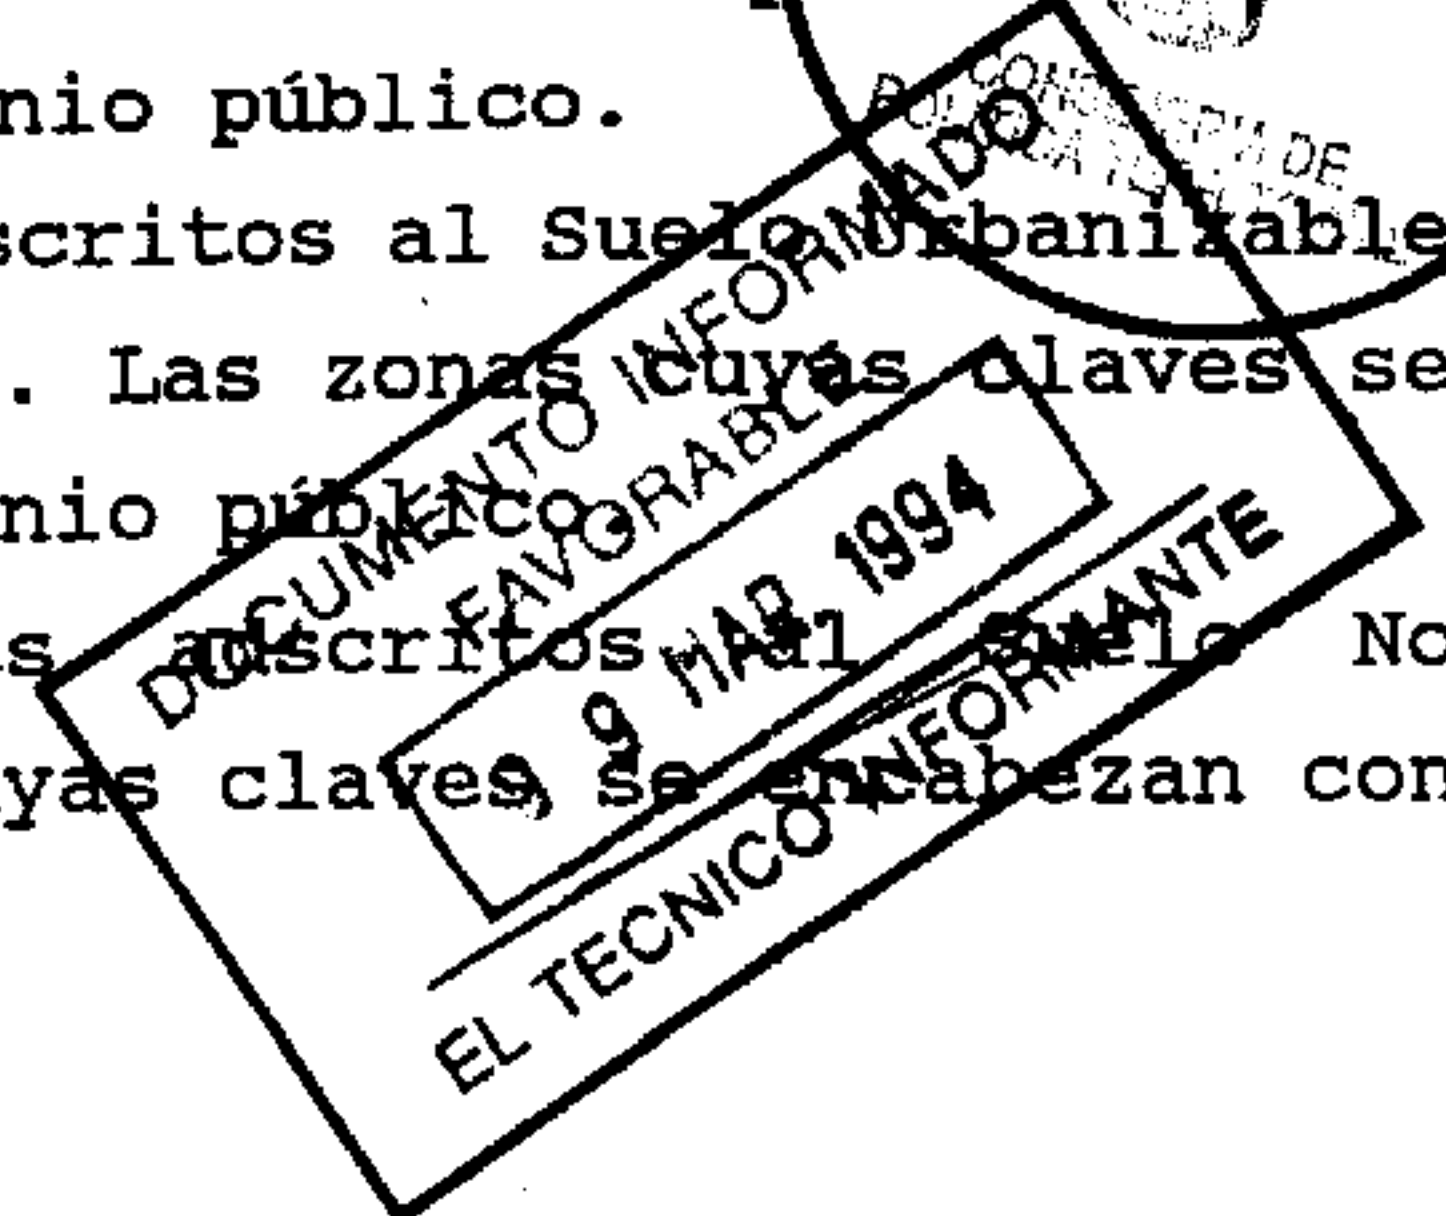 nio público.
scritos al Suelo Urbanizable
. Las zonas cuyas claves se
nio público.
s adscritos al Suelo No
yas claves se encabezan con
DOCUMENTO INFORMADO
FAVORABLE
9 MAR 1994
EL TECNICO INFORMANTE
DE